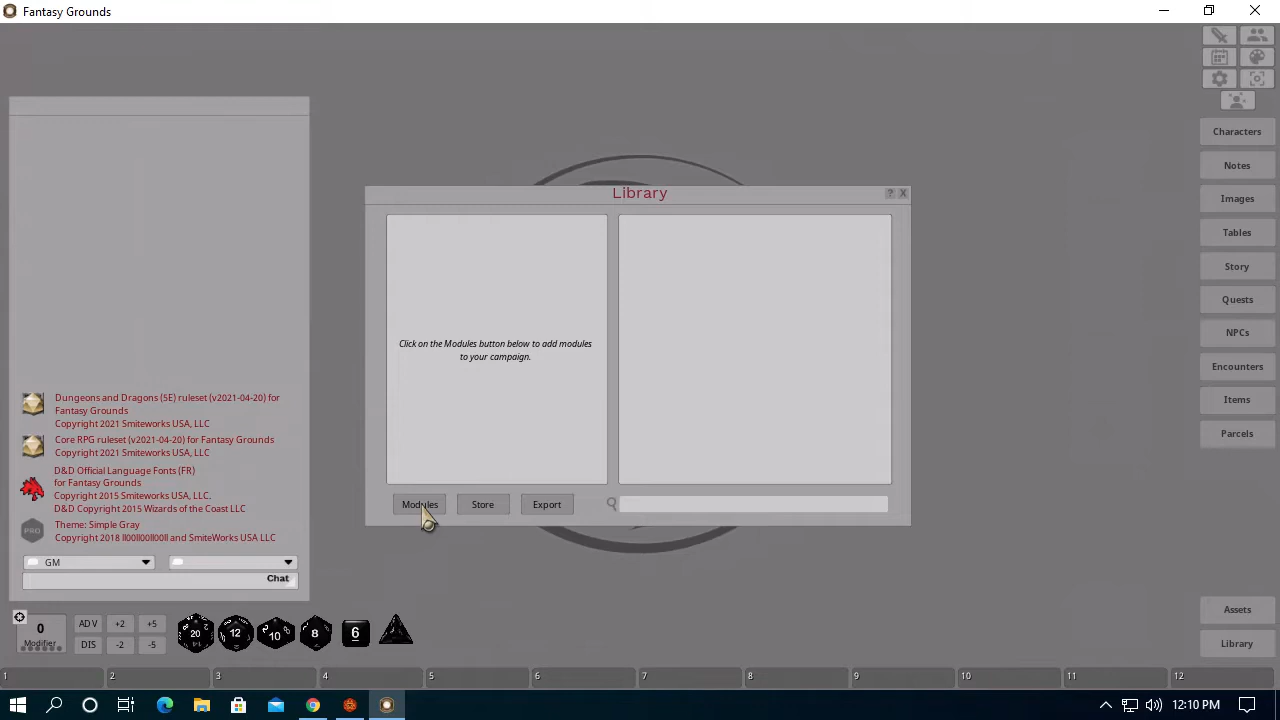 Fantasy Grounds
Library
? X
Click on the Modules button below to add modules
to your campaign.
Modules
Store
Export
Characters
Notes
Images
Tables
Story
Quests
NPCs
Encounters
Items
Parcels
Assets
Library
Dungeons and Dragons (5E) ruleset (v2021-04-20) for
Fantasy Grounds
Copyright 2021 Smiteworks USA, LLC
Core RPG ruleset (v2021-04-20) for Fantasy Grounds
Copyright 2021 Smiteworks USA, LLC
D&D Official Language Fonts (FR)
for Fantasy Grounds
Copyright 2015 Smiteworks USA, LLC.
D&D Copyright 2015 Wizards of the Coast LLC
PRO
Theme: Simple Gray
Copyright 2018 ll00ll00ll00ll and SmiteWorks USA LLC
GM
Chat
0
Modifier
ADV +2 +5
DIS -2 -5
20 12 10 8 6
1 2 3 4 5 6 7 8 9 10 11 12
12:10 PM